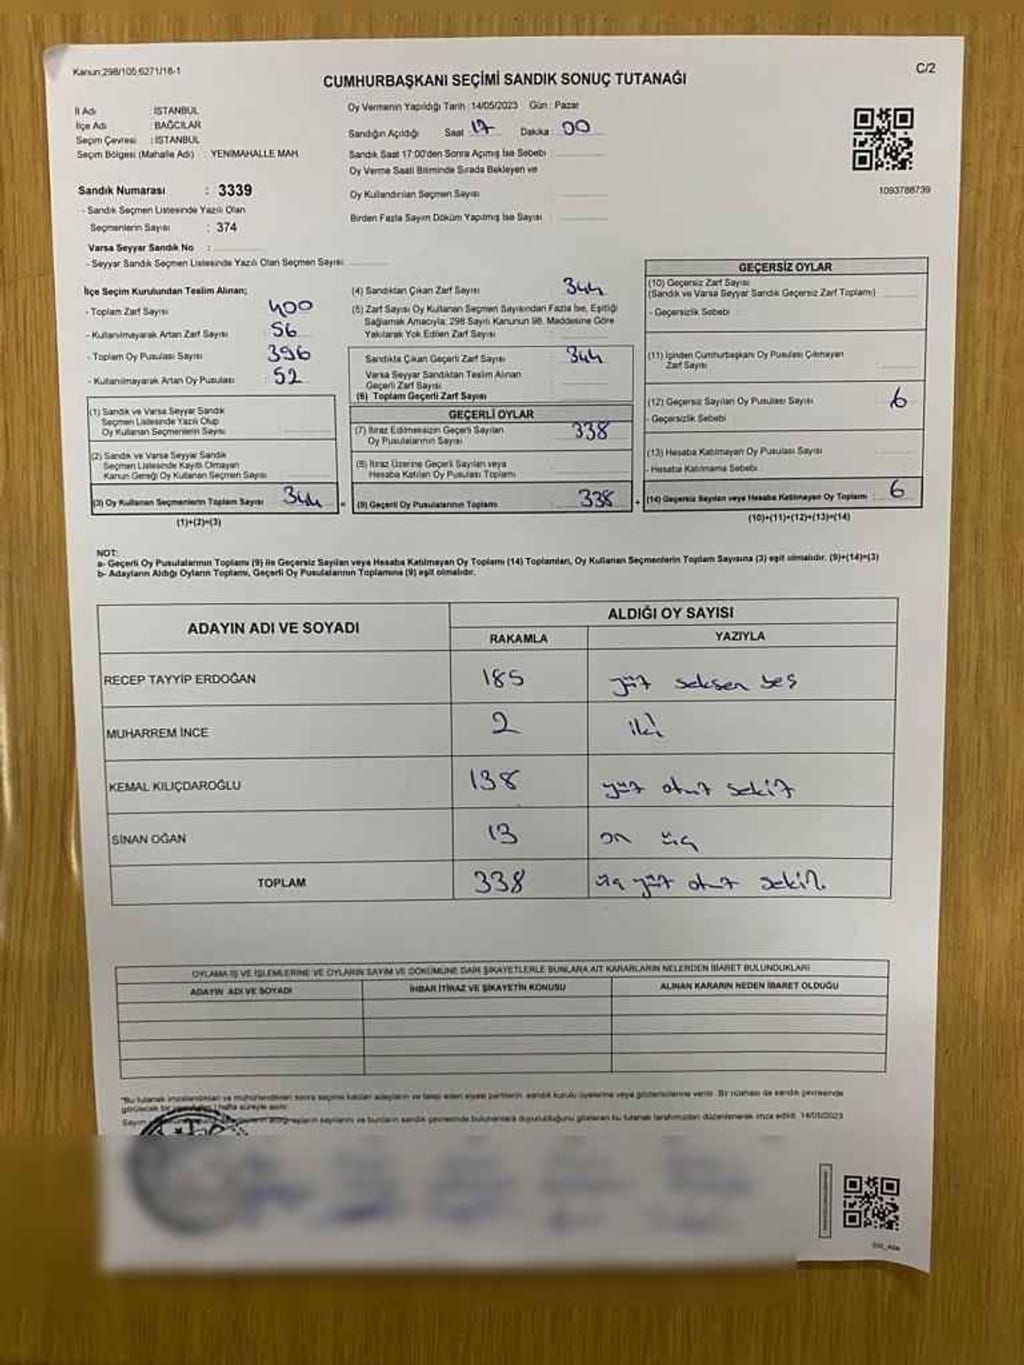 Kanun;298/105;6271/18-1
C/2
CUMHURBAŞKANI SEÇİMİ SANDIK SONUÇ TUTANAĞI
İl Adı : İSTANBUL
İlçe Adı : BAĞCILAR
Seçim Çevresi : İSTANBUL
Seçim Bölgesi (Mahalle Adı) : YENİMAHALLE MAH.
Oy Vermenin Yapıldığı Tarih :14/05/2023 Gün : Pazar
Sandığın Açıldığı Saat 17 Dakika 00
Sandık Saat 17:00'den Sonra Açımış İse Sebebi :
Oy Verme Saati Bitiminde Sırada Bekleyen ve
Oy Kullandırılan Seçmen Sayısı
Birden Fazla Sayım Döküm Yapılmış İse Sayısı
1093788739
Sandık Numarası : 3339
- Sandık Seçmen Listesinde Yazılı Olan
Seçmenlerin Sayısı : 374
Varsa Seyyar Sandık No :
- Seyyar Sandık Seçmen Listesinde Yazılı Olan Seçmen Sayısı:
İlçe Seçim Kurulundan Teslim Alınan;
- Toplam Zarf Sayısı : 400
- Kullanılmayarak Artan Zarf Sayısı : 56
- Toplam Oy Pusulası Sayısı : 396
- Kullanılmayarak Artan Oy Pusulası : 52
(1) Sandık ve Varsa Seyyar Sandık
Seçmen Listesinde Yazılı Olup
Oy Kullanan Seçmenlerin Sayısı :
(2) Sandık ve Varsa Seyyar Sandık
Seçmen Listesinde Kayıtlı Olmayan
Kanun Gereği Oy Kullanan Seçmen Sayısı :
(3) Oy Kullanan Seçmenlerin Toplam Sayısı : 344
(1)+(2)=(3)
(4) Sandıktan Çıkan Zarf Sayısı : 344
(5) Zarf Sayısı Oy Kullanan Seçmen Sayısından Fazla İse, Eşitliği
Sağlamak Amacıyla; 298 Sayılı Kanunun 98. Maddesine Göre
Yakılarak Yok Edilen Zarf Sayısı
Sandıkta Çıkan Geçerli Zarf Sayısı : 344
Varsa Seyyar Sandıktan Teslim Alınan
Geçerli Zarf Sayısı
(6) Toplam Geçerli Zarf Sayısı
GEÇERLİ OYLAR
(7) İtiraz Edilmeksizin Geçerli Sayılan
Oy Pusulalarının Sayısı : 338
(8) İtiraz Üzerine Geçerli Sayılan veya
Hesaba Katılan Oy Pusulası Toplamı
= (9) Geçerli Oy Pusulalarının Toplamı : 338
GEÇERSİZ OYLAR
(10) Geçersiz Zarf Sayısı
(Sandık ve Varsa Seyyar Sandık Geçersiz Zarf Toplamı)
- Geçersizlik Sebebi :
(11) İçinden Cumhurbaşkanı Oy Pusulası Çıkmayan
Zarf Sayısı
(12) Geçersiz Sayılan Oy Pusulası Sayısı : 6
- Geçersizlik Sebebi :
(13) Hesaba Katılmayan Oy Pusulası Sayısı
- Hesaba Katılmama Sebebi :
+ (14) Geçersiz Sayılan veya Hesaba Katılmayan Oy Toplamı : 6
(10)+(11)+(12)+(13)=(14)
NOT:
a- Geçerli Oy Pusulalarının Toplamı (9) ile Geçersiz Sayılan veya Hesaba Katılmayan Oy Toplamı (14) Toplamları, Oy Kullanan Seçmenlerin Toplam Sayısına (3) eşit olmalıdır. (9)+(14)=(3)
b- Adayların Aldığı Oyların Toplamı, Geçerli Oy Pusulalarının Toplamına (9) eşit olmalıdır.
ADAYIN ADI VE SOYADI ALDIĞI OY SAYISI
RAKAMLA YAZIYLA
RECEP TAYYİP ERDOĞAN 185 yüz seksen beş
MUHARREM İNCE 2 iki
KEMAL KILIÇDAROĞLU 138 yüz otuz sekiz
SİNAN OĞAN 13 on üç
TOPLAM 338 üç yüz otuz sekiz.
OYLAMA İŞ VE İŞLEMLERİNE VE OYLARIN SAYIM VE DÖKÜMÜNE DAİR ŞİKAYETLERLE BUNLARA AİT KARARLARIN NELERDEN İBARET BULUNDUKLARI
ADAYIN ADI VE SOYADI İHBAR İTİRAZ VE ŞİKAYETİN KONUSU ALINAN KARARIN NEDEN İBARET OLDUĞU
"Bu tutanak imzalandıktan ve mühürlendikten sonra seçime katılan adayların ve talep eden siyasi partilerin sandık kurulu üyelerine veya gözlemcilerine verilir. Bir nüshası da sandık çevresinde
görülecek bir 1 hafta süreyle asılır.
sayılarını ve bunların sandık çevresinde bulunanlara duyurulduğunu gösteren bu tutanak tarafımızdan düzenlenerek imza edildi. 14/05/2023